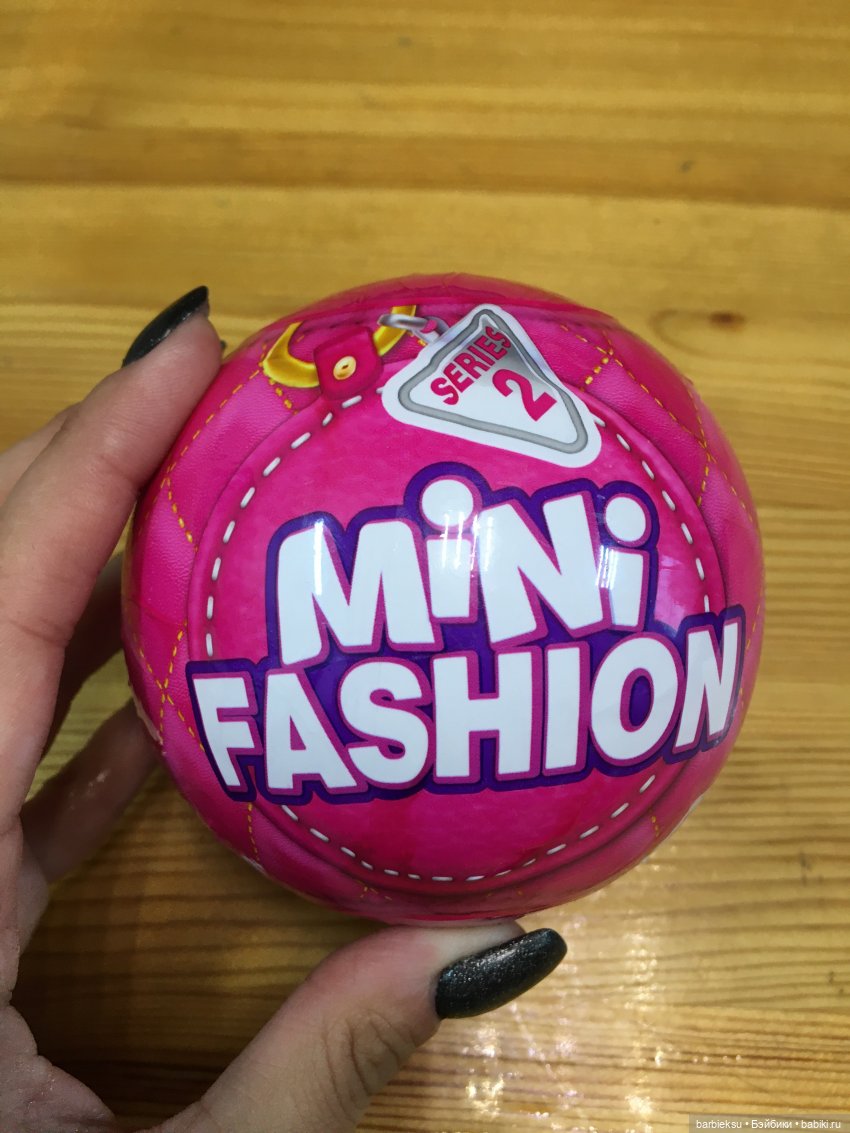 SERIES
2
MiNi
FASHION
barbieksu • Бэйбики • babiki.ru